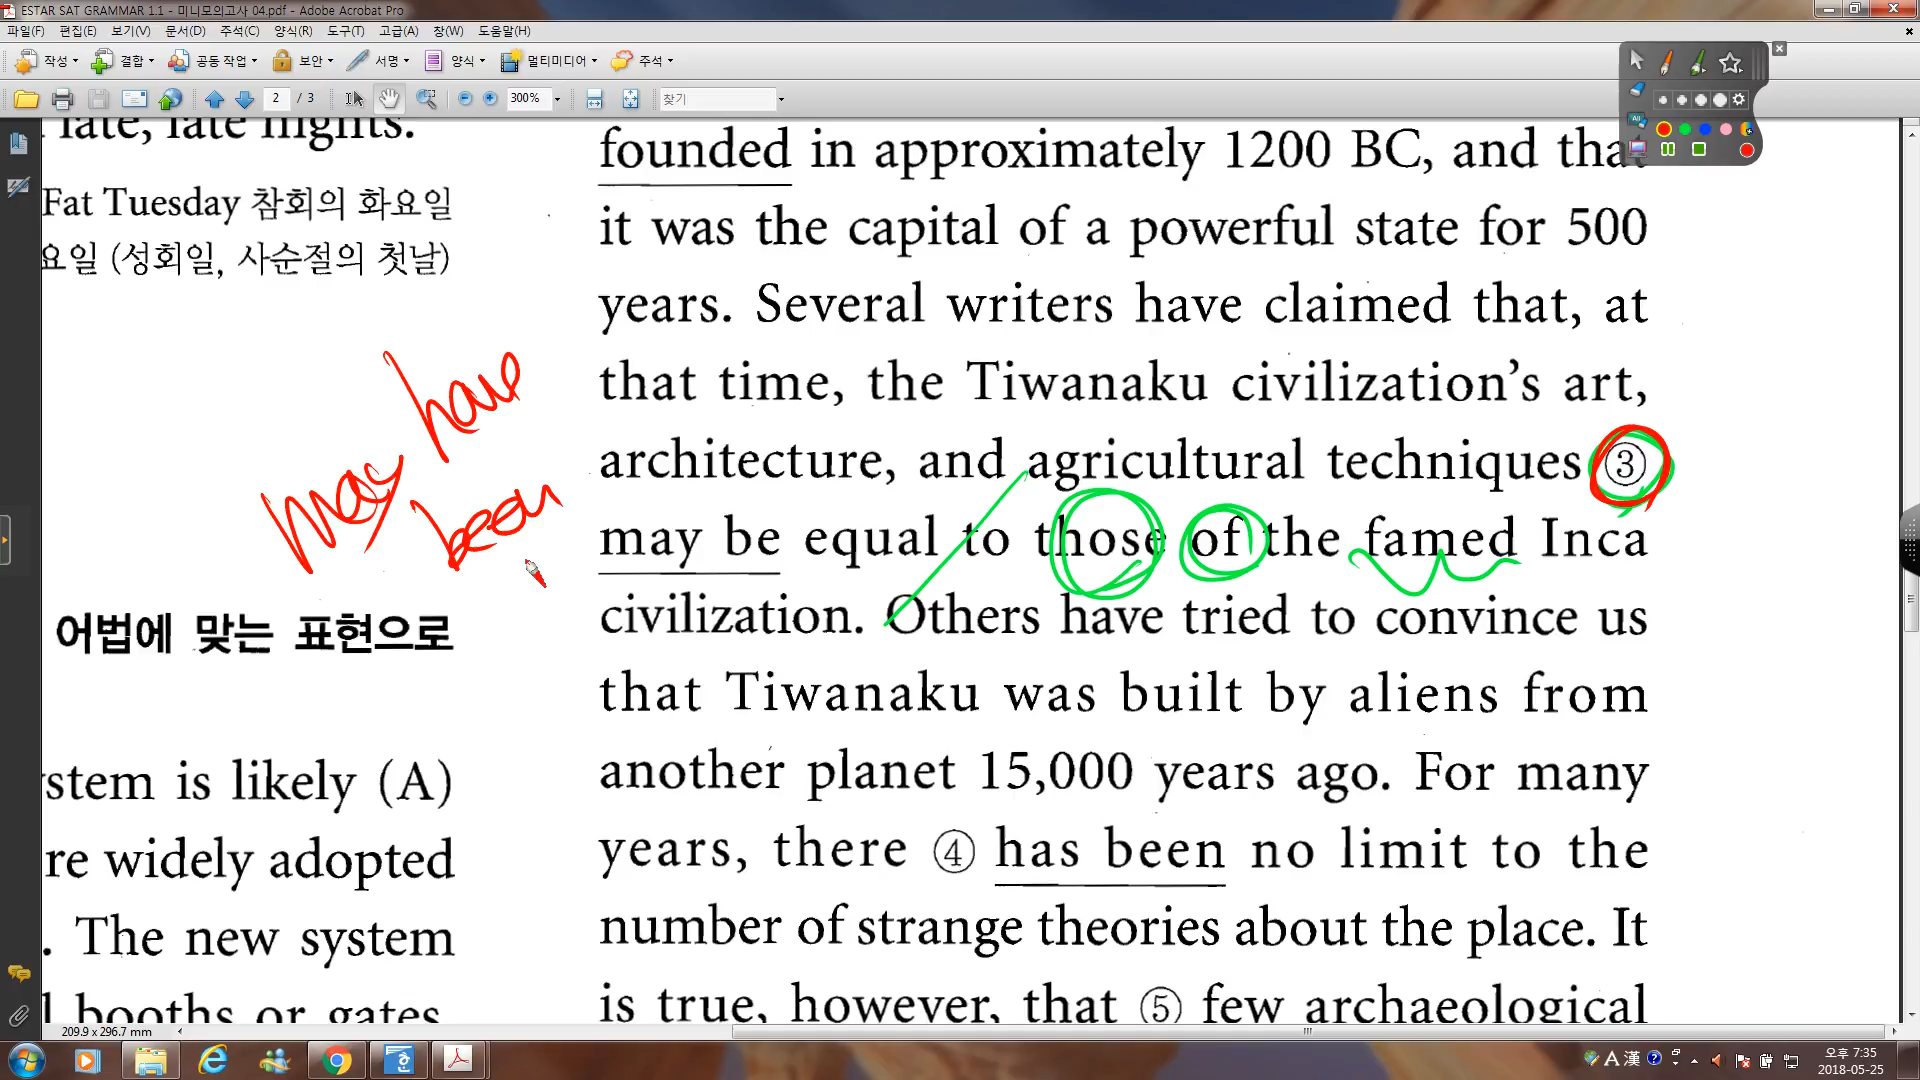 ESTAR SAT GRAMMAR 1.1 - 미니모의고사 04.pdf - Adobe Acrobat Pro
파일(F) 편집(E) 보기(V) 문서(D) 주석(C) 양식(R) 도구(T) 고급(A) 창(W) 도움말(H)
작성 결합 공동 작업 보안 서명 양식 멀티미디어 주석
2 / 3 300% 찾기
late, late nights.
Fat Tuesday 참회의 화요일
요일 (성회일, 사순절의 첫날)
어법에 맞는 표현으로
stem is likely (A)
re widely adopted
. The new system
l booths or gates.
may have
been
founded in approximately 1200 BC, and that
it was the capital of a powerful state for 500
years. Several writers have claimed that, at
that time, the Tiwanaku civilization's art,
architecture, and agricultural techniques ③
may be equal to those of the famed Inca
civilization. Others have tried to convince us
that Tiwanaku was built by aliens from
another planet 15,000 years ago. For many
years, there ④ has been no limit to the
number of strange theories about the place. It
is true, however, that ⑤ few archaeological
209.9 x 296.7 mm
A 漢
오후 7:35
2018-05-25